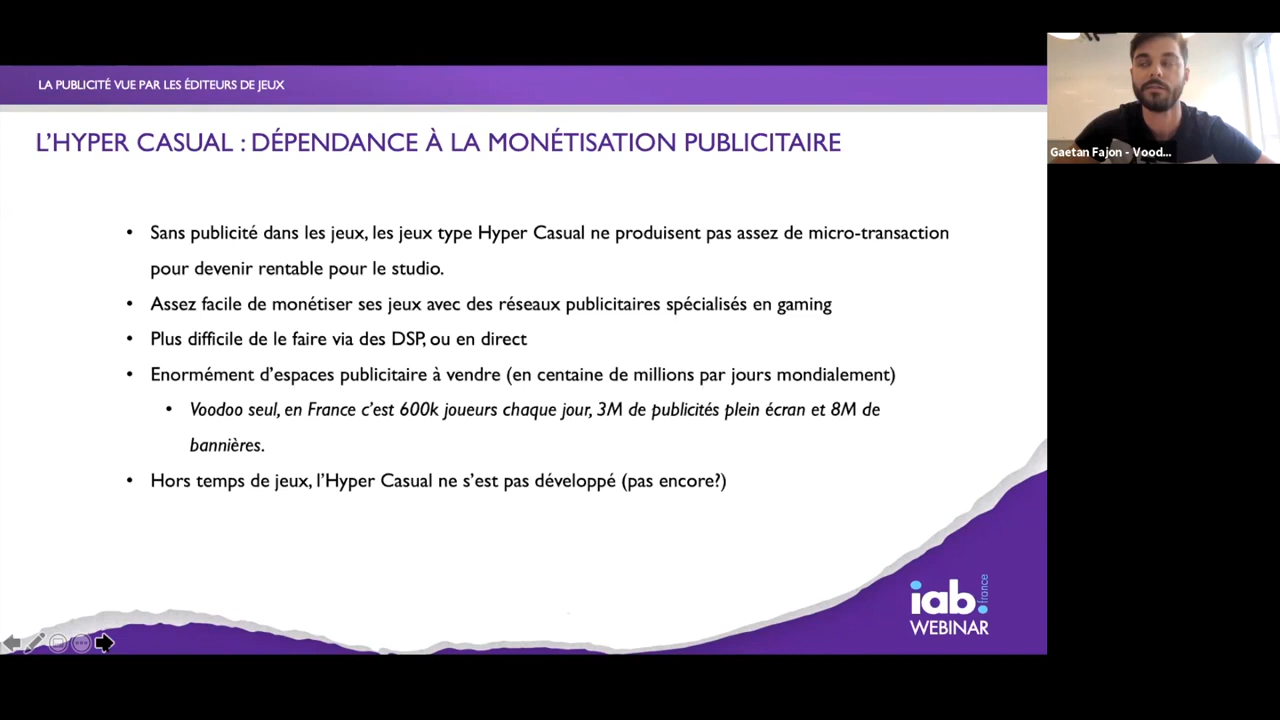 LA PUBLICITÉ VUE PAR LES ÉDITEURS DE JEUX
L'HYPER CASUAL : DÉPENDANCE À LA MONÉTISATION PUBLICITAIRE
• Sans publicité dans les jeux, les jeux type Hyper Casual ne produisent pas assez de micro-transaction
pour devenir rentable pour le studio.
• Assez facile de monétiser ses jeux avec des réseaux publicitaires spécialisés en gaming
• Plus difficile de le faire via des DSP, ou en direct
• Enormément d'espaces publicitaire à vendre (en centaine de millions par jours mondialement)
• Voodoo seul, en France c'est 600k joueurs chaque jour, 3M de publicités plein écran et 8M de
bannières.
• Hors temps de jeux, l'Hyper Casual ne s'est pas développé (pas encore?)
iab. france
WEBINAR
Gaetan Fajon - Vood...